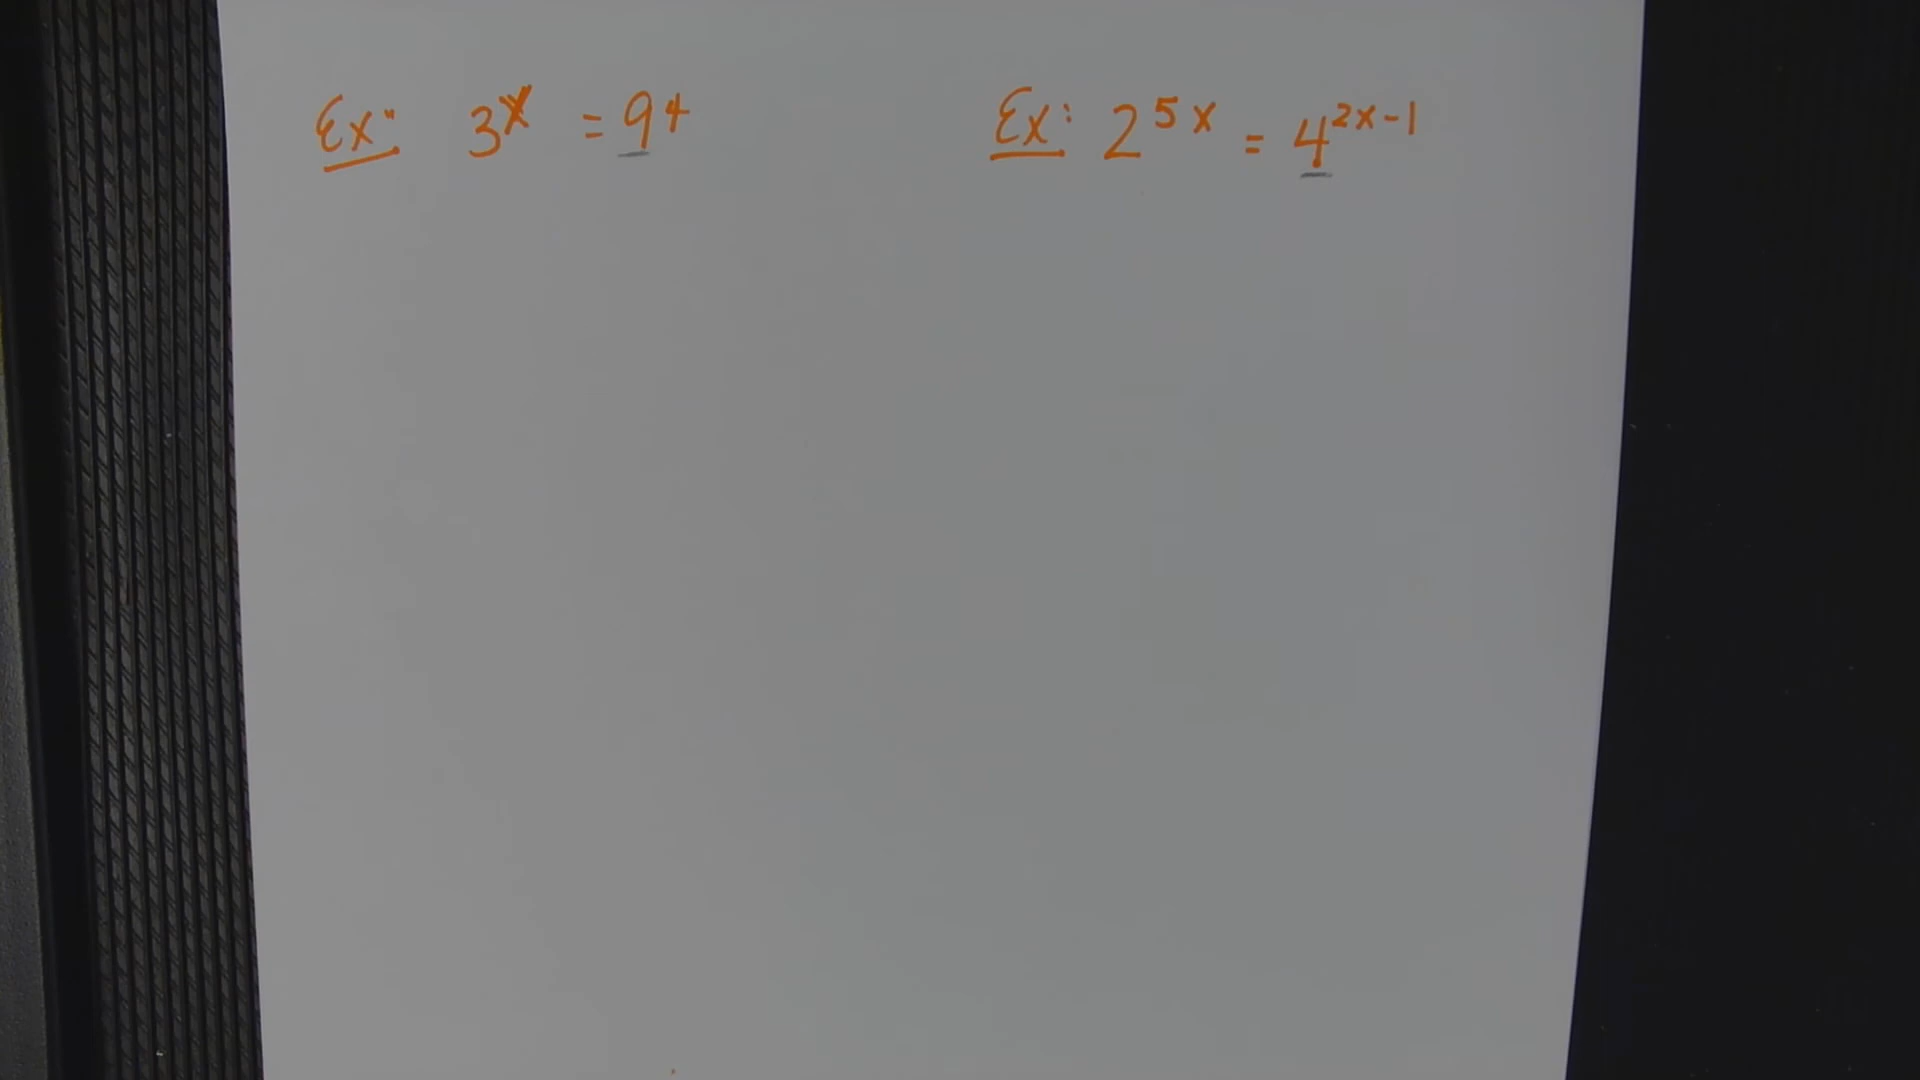 Ex: 3^x = 9^4
Ex: 2^5x = 4^2x-1